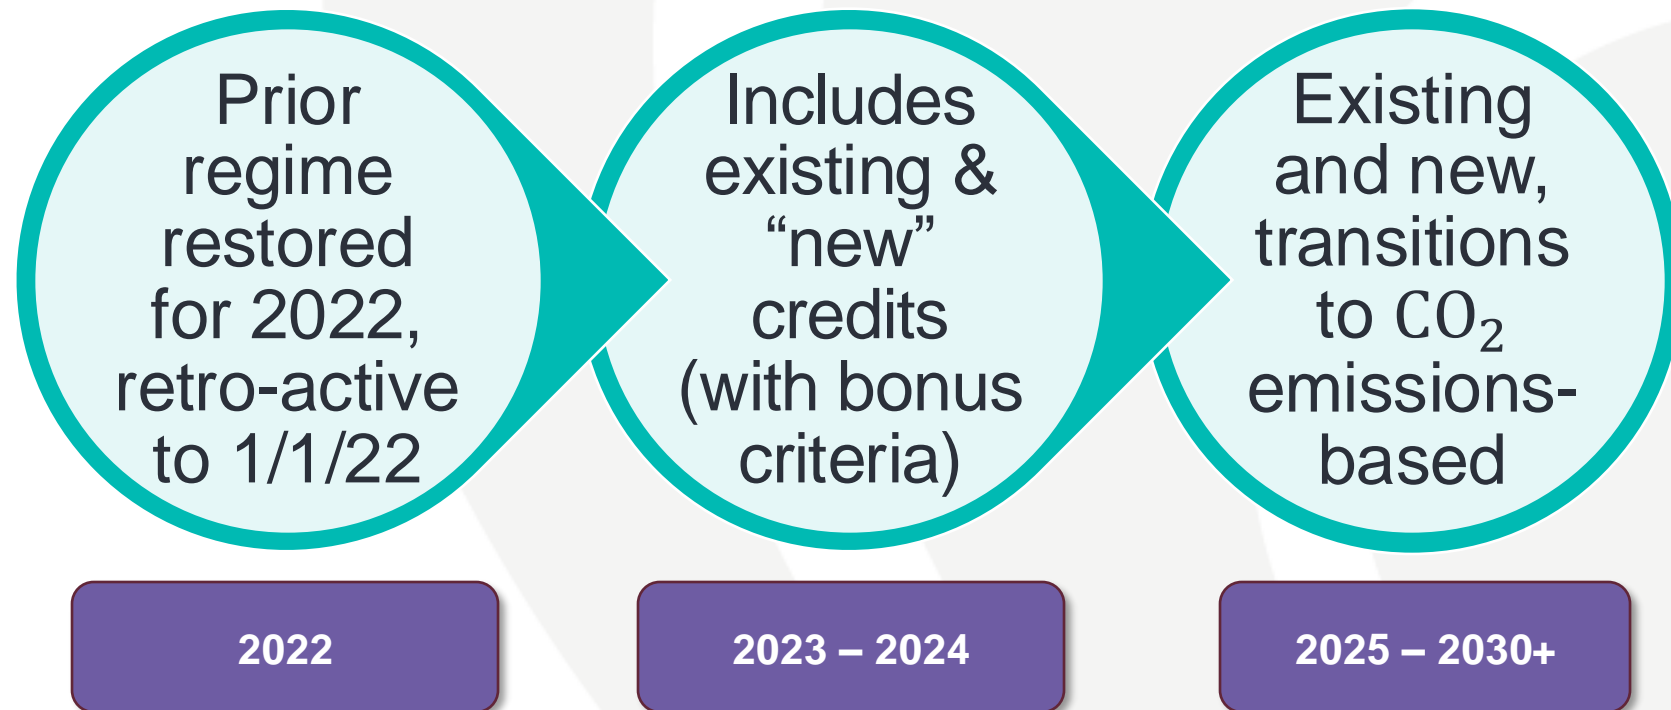 Prior
regime
restored
for 2022,
retro-active
to 1/1/22
Includes
existing &
“new”
credits
(with bonus
criteria)
Existing
and new,
transitions
to CO₂
emissions-
based
2022
2023 – 2024
2025 – 2030+